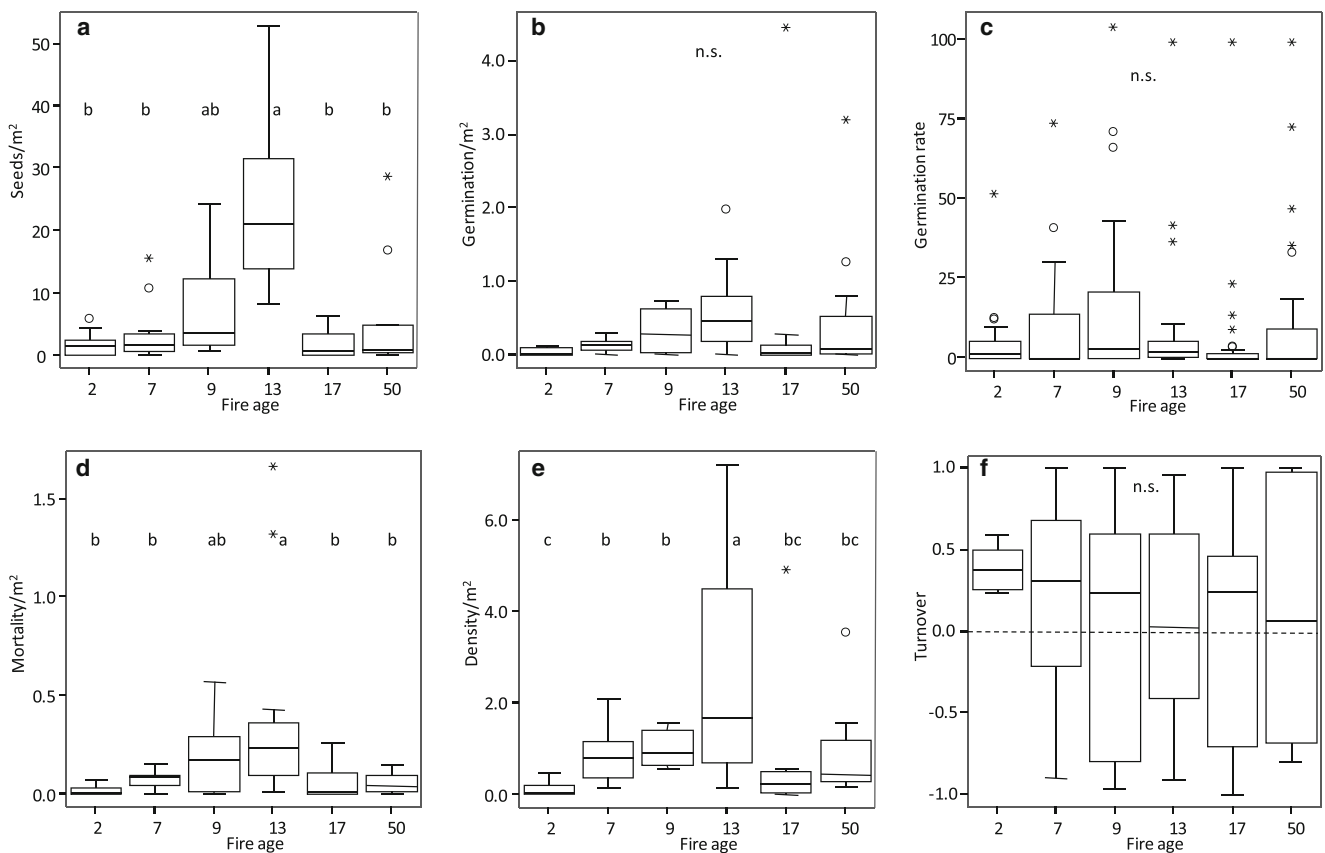 a
Seeds/m²
50
40
30
20
10
0
b b ab a b b
2 7 9 13 17 50
Fire age
b
Germination/m²
4.0
3.0
2.0
1.0
0.0
n.s.
2 7 9 13 17 50
Fire age
c
Germination rate
100
75
50
25
0
n.s.
2 7 9 13 17 50
Fire age
d
Mortality/m²
1.5
1.0
0.5
0.0
b b ab a b b
2 7 9 13 17 50
Fire age
e
Density/m²
6.0
4.0
2.0
0.0
c b b a bc bc
2 7 9 13 17 50
Fire age
f
Turnover
1.0
0.5
0.0
-0.5
-1.0
n.s.
2 7 9 13 17 50
Fire age